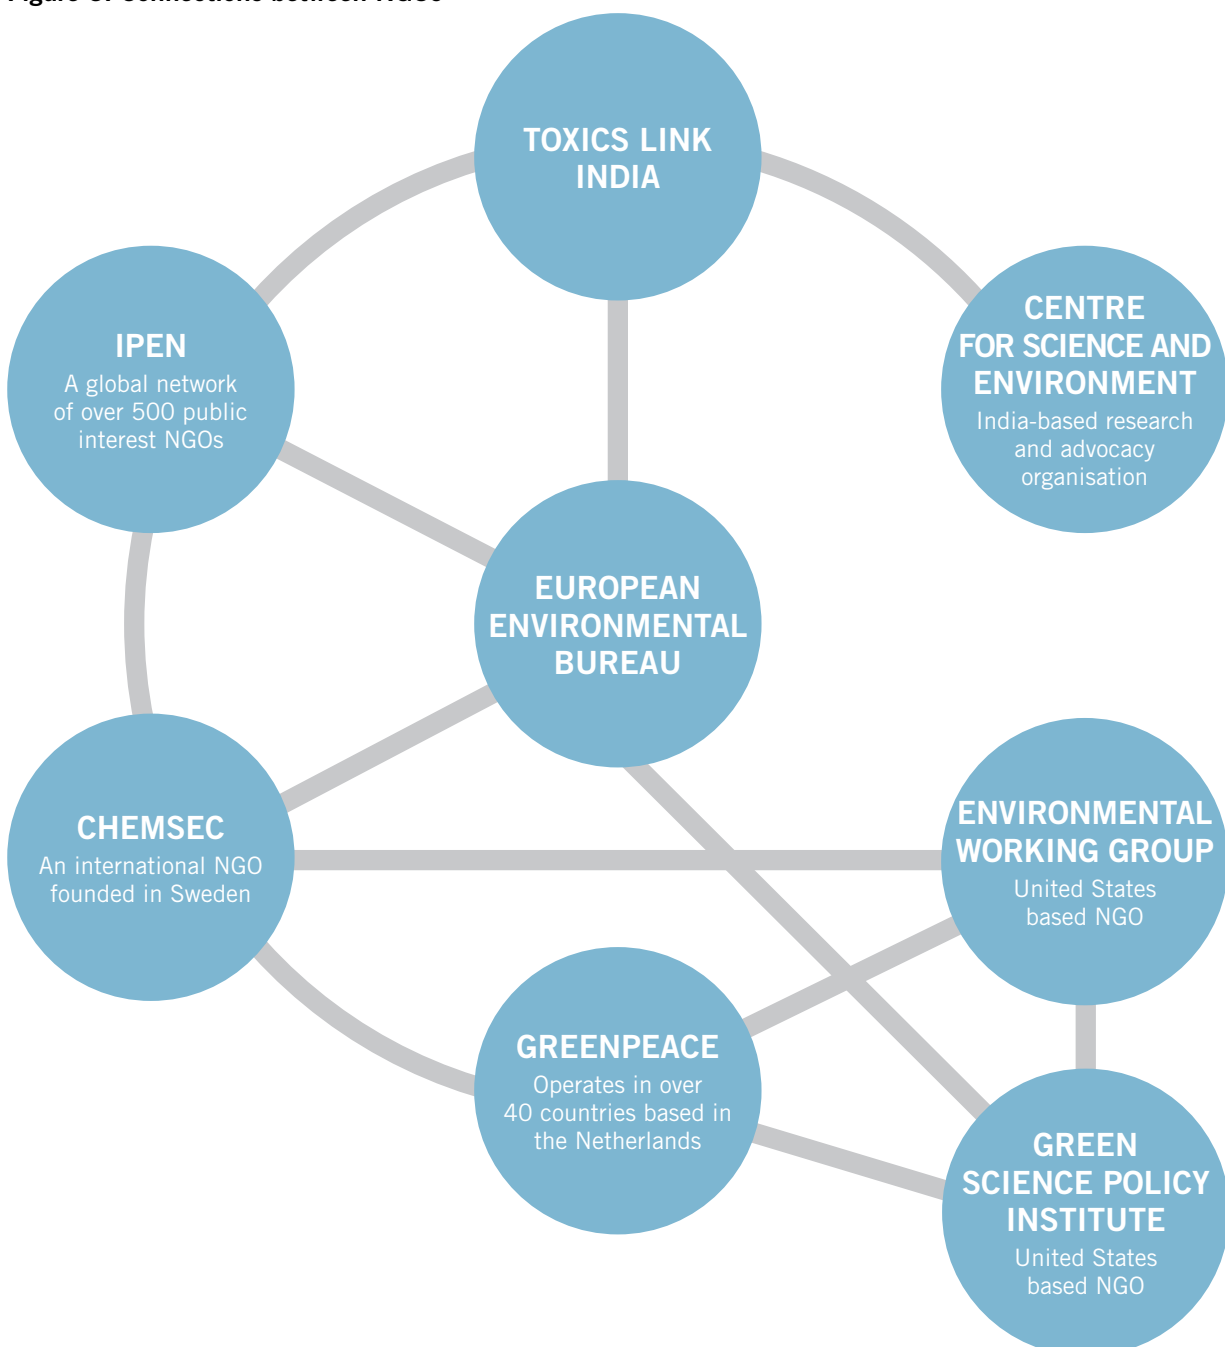 TOXICS LINK
INDIA
IPEN
A global network
of over 500 public
interest NGOs
CENTRE
FOR SCIENCE AND
ENVIRONMENT
India-based research
and advocacy
organisation
EUROPEAN
ENVIRONMENTAL
BUREAU
CHEMSEC
An international NGO
founded in Sweden
ENVIRONMENTAL
WORKING GROUP
United States
based NGO
GREENPEACE
Operates in over
40 countries based in
the Netherlands
GREEN
SCIENCE POLICY
INSTITUTE
United States
based NGO